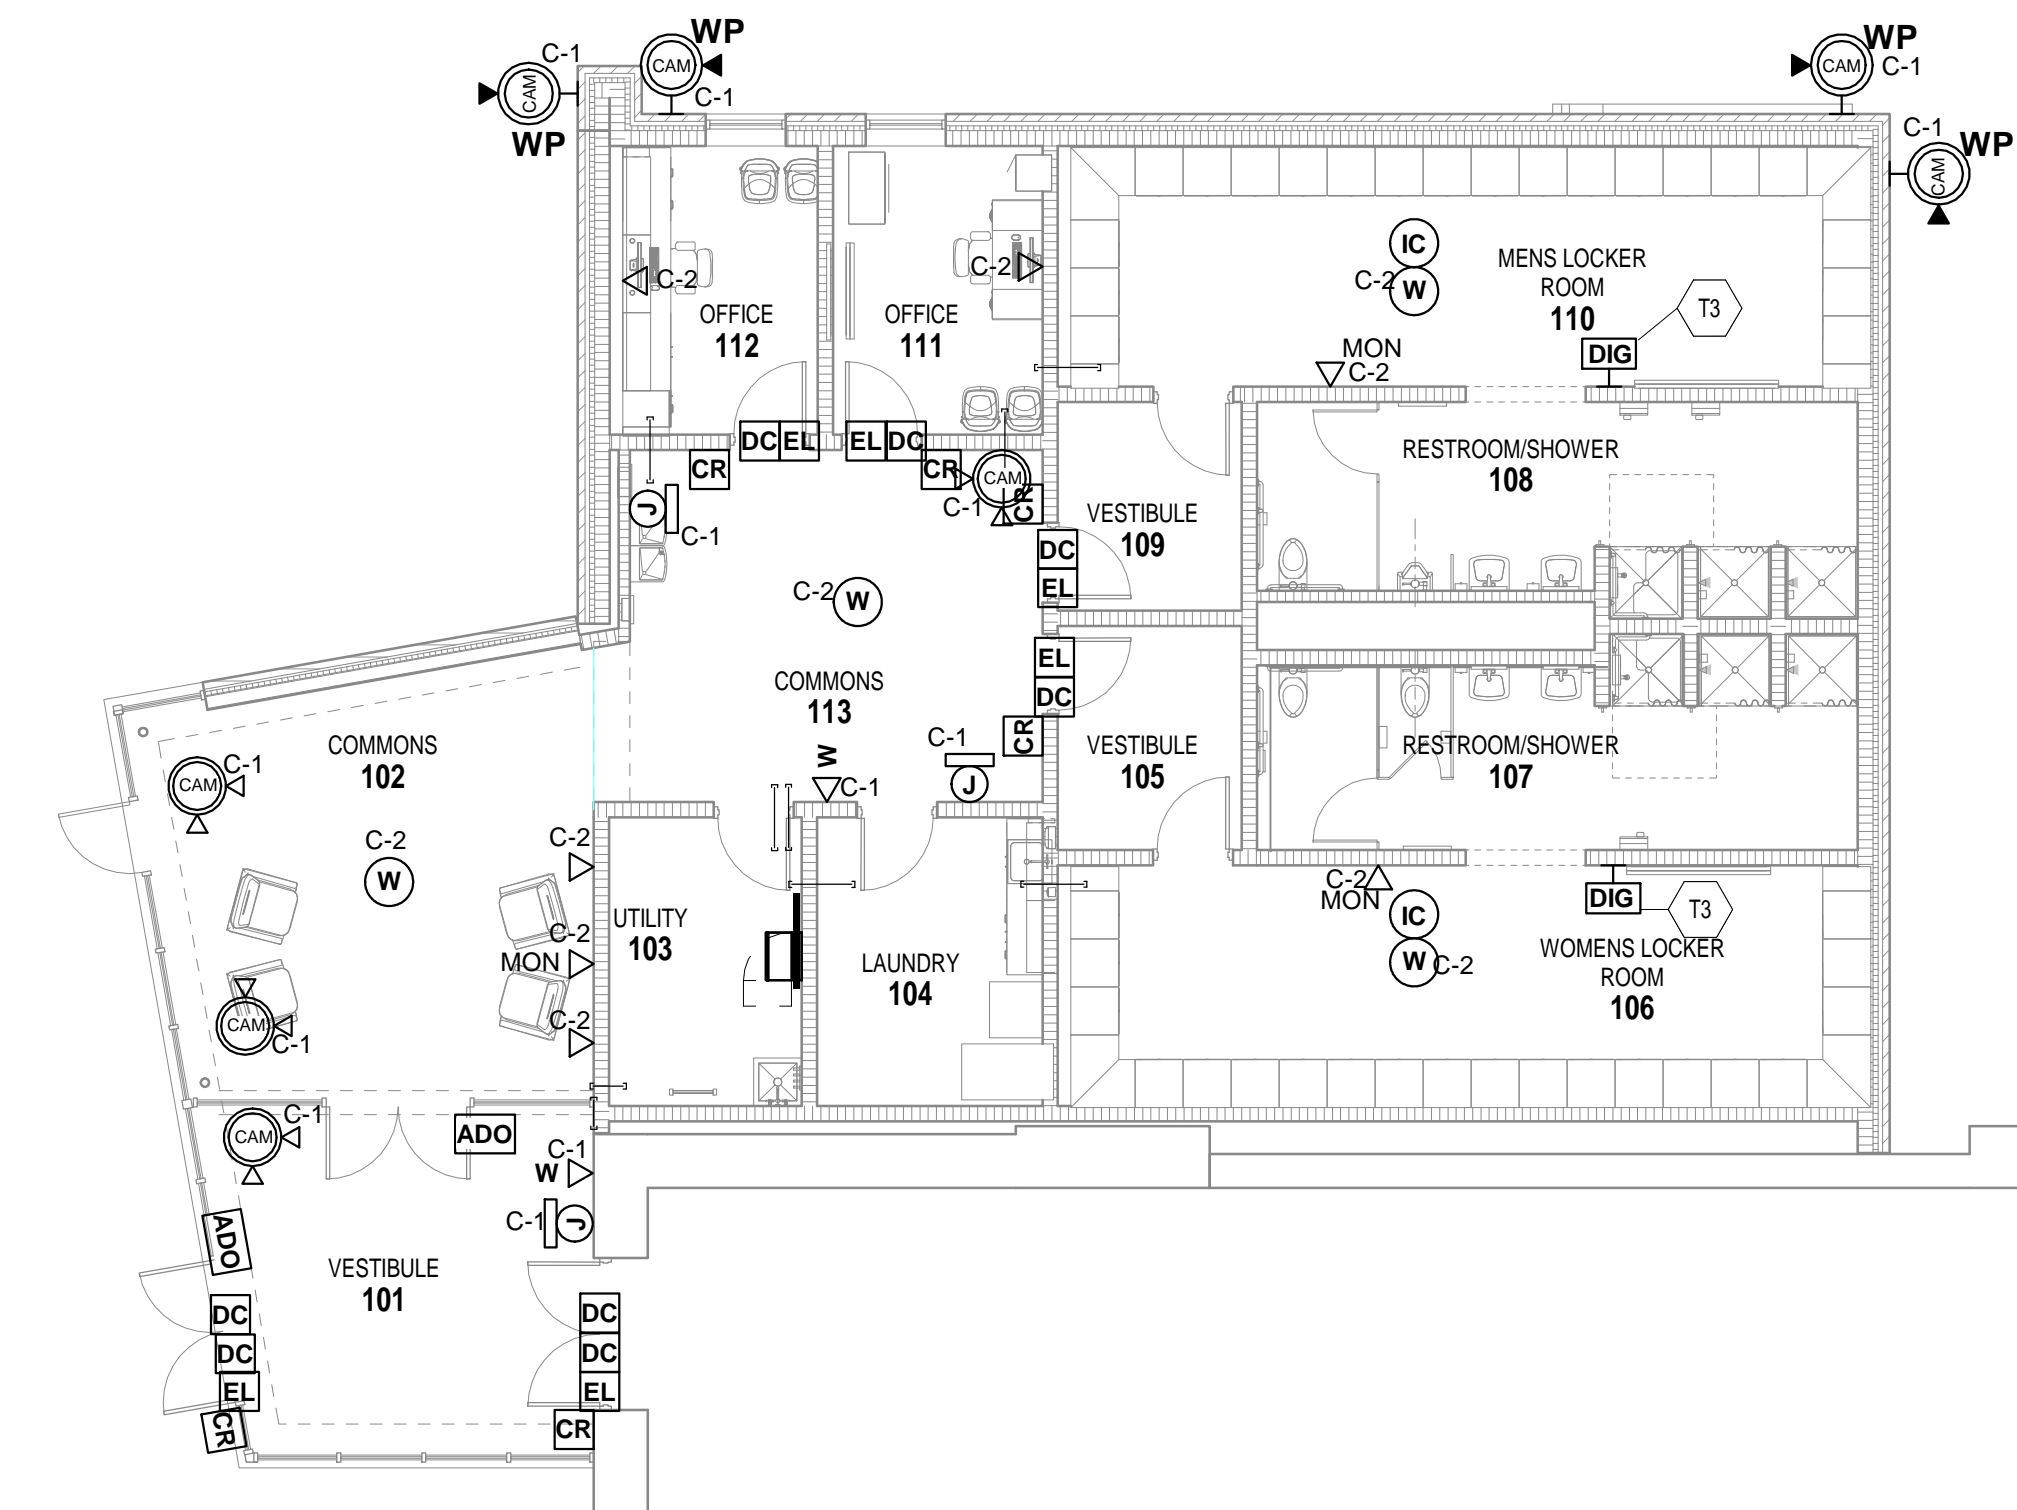 WP
C-1
CAM
C-1
CAM
WP
WP
CAM
C-1
C-1
WP
CAM
IC
C-2
W
MENS LOCKER
ROOM
110
T3
DIG
MON
C-2
C-2
OFFICE
112
C-2
OFFICE
111
DC
EL
EL
DC
CR
CR
CAM
C-1
CR
J
C-1
RESTROOM/SHOWER
108
VESTIBULE
109
DC
EL
C-2
W
EL
DC
CR
COMMONS
113
W
C-1
C-1
J
COMMONS
102
CAM
C-1
VESTIBULE
105
RESTROOM/SHOWER
107
C-2
W
C-2
C-2
MON
C-2
UTILITY
103
LAUNDRY
104
C-2
MON
IC
W
C-2
DIG
T3
WOMENS LOCKER
ROOM
106
CAM
C-1
CAM
C-1
ADO
C-1
W
C-1
J
ADO
VESTIBULE
101
DC
DC
EL
CR
DC
DC
EL
CR